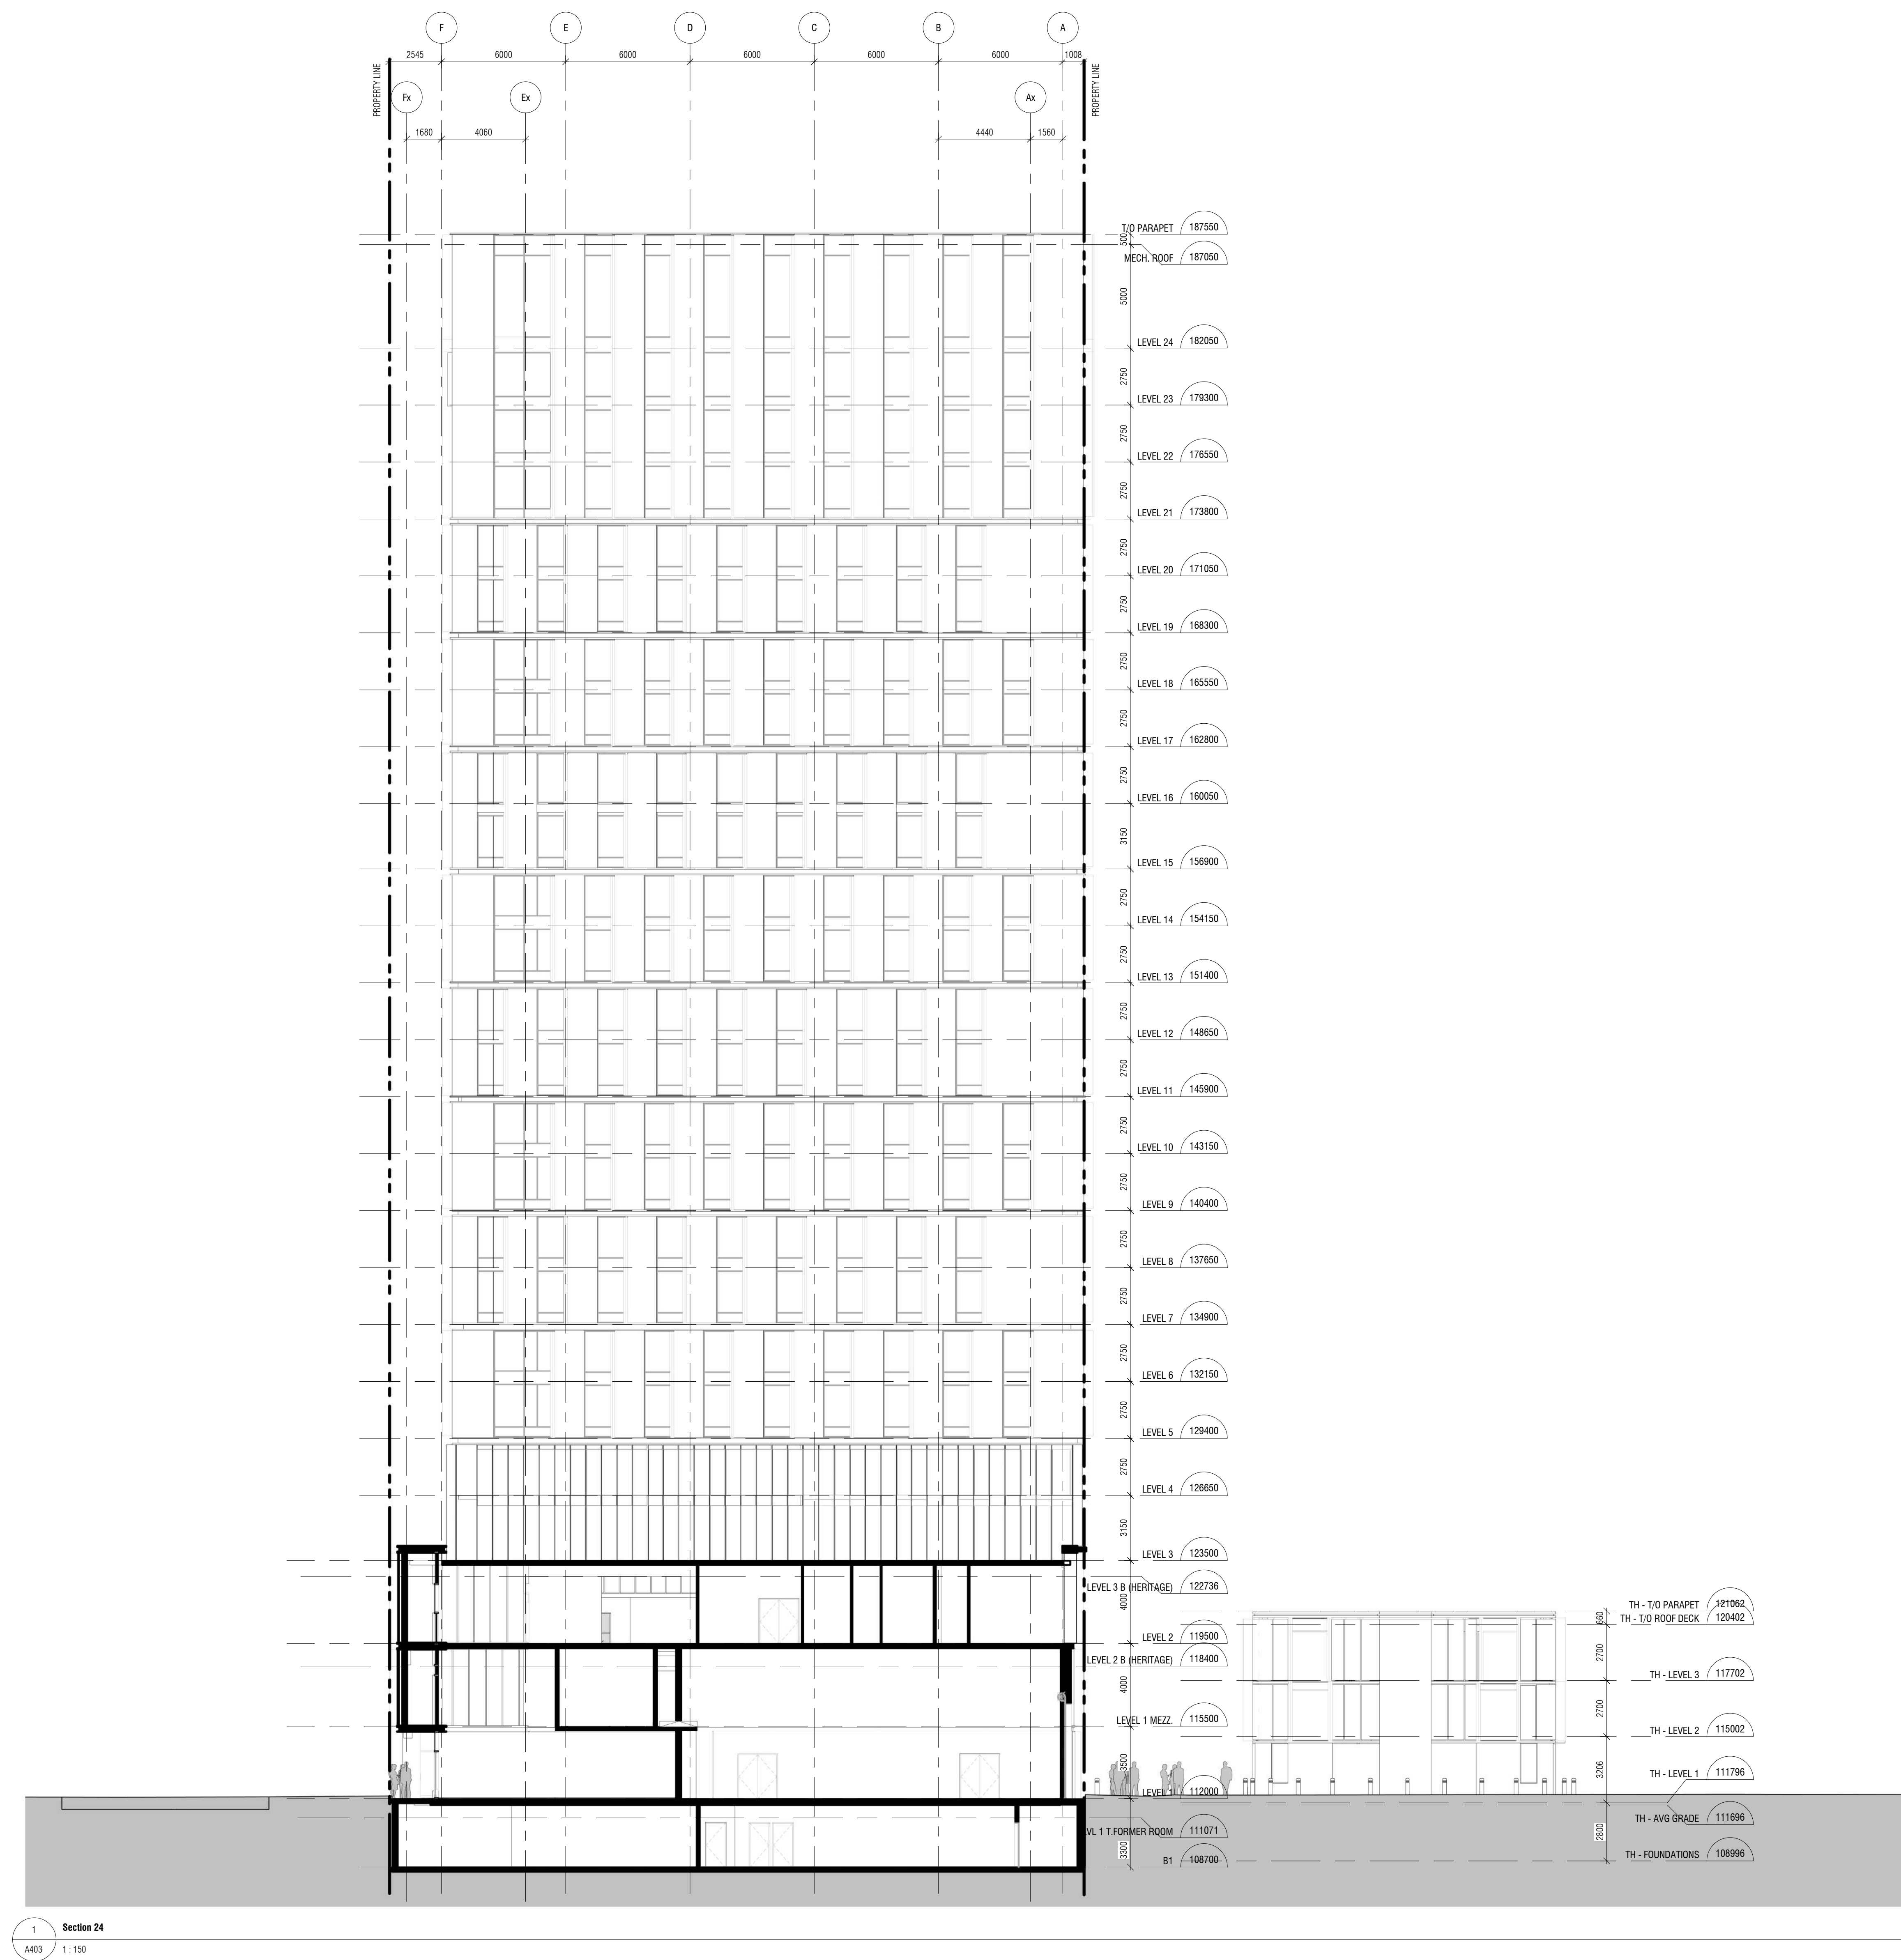 F E D C B A
2545 6000 6000 6000 6000 6000 1008
PROPERTY LINE
PROPERTY LINE
Fx Ex Ax
1680 4060 4440 1560
T/O PARAPET 187550
500
MECH. ROOF 187050
5000
LEVEL 24 182050
2750
LEVEL 23 179300
2750
LEVEL 22 176550
2750
LEVEL 21 173800
2750
LEVEL 20 171050
2750
LEVEL 19 168300
2750
LEVEL 18 165550
2750
LEVEL 17 162800
2750
LEVEL 16 160050
3150
LEVEL 15 156900
2750
LEVEL 14 154150
2750
LEVEL 13 151400
2750
LEVEL 12 148650
2750
LEVEL 11 145900
2750
LEVEL 10 143150
2750
LEVEL 9 140400
2750
LEVEL 8 137650
2750
LEVEL 7 134900
2750
LEVEL 6 132150
2750
LEVEL 5 129400
2750
LEVEL 4 126650
3150
LEVEL 3 123500
LEVEL 3 B (HERITAGE) 122736
4000
LEVEL 2 119500
LEVEL 2 B (HERITAGE) 118400
4000
LEVEL 1 MEZZ. 115500
3500
LEVEL 1 112000
VL 1 T.FORMER ROOM 111071
3300
B1 108700
TH - T/O PARAPET 121062
660
TH - T/O ROOF DECK 120402
2700
TH - LEVEL 3 117702
2700
TH - LEVEL 2 115002
3206
TH - LEVEL 1 111796
TH - AVG GRADE 111696
2800
TH - FOUNDATIONS 108996
1 Section 24
A403 1 : 150